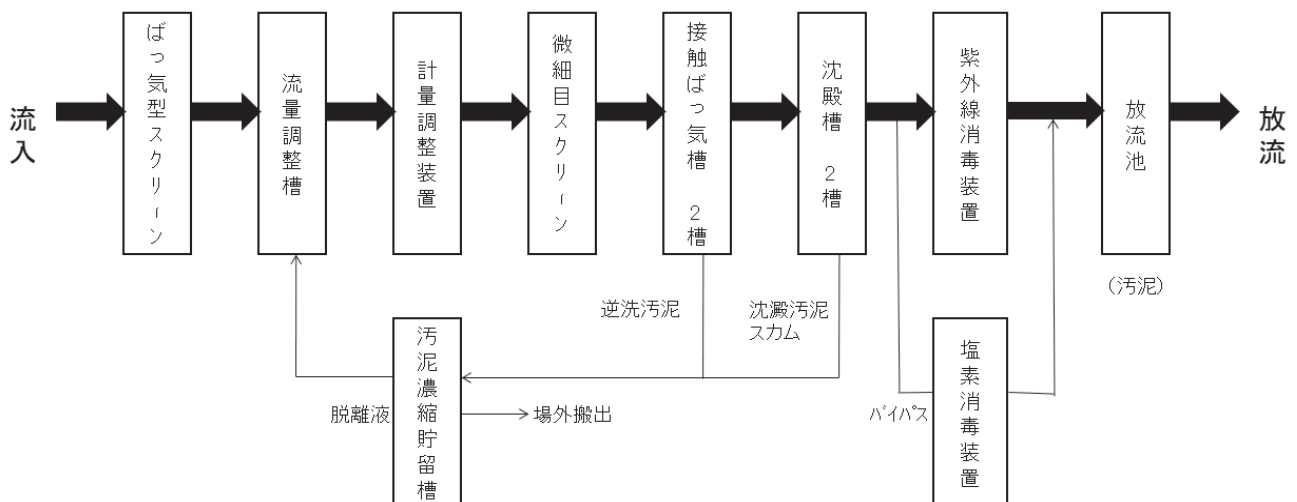 流入
ばっ気型スクリーン
流量調整槽
計量調整装置
微細目スクリーン
接触ばっ気槽 2槽
沈殿槽 2槽
紫外線消毒装置
放流池
放流
(汚泥)
逆洗汚泥
沈澱汚泥
スカム
汚泥濃縮貯留槽
脱離液
場外搬出
バイパス
塩素消毒装置